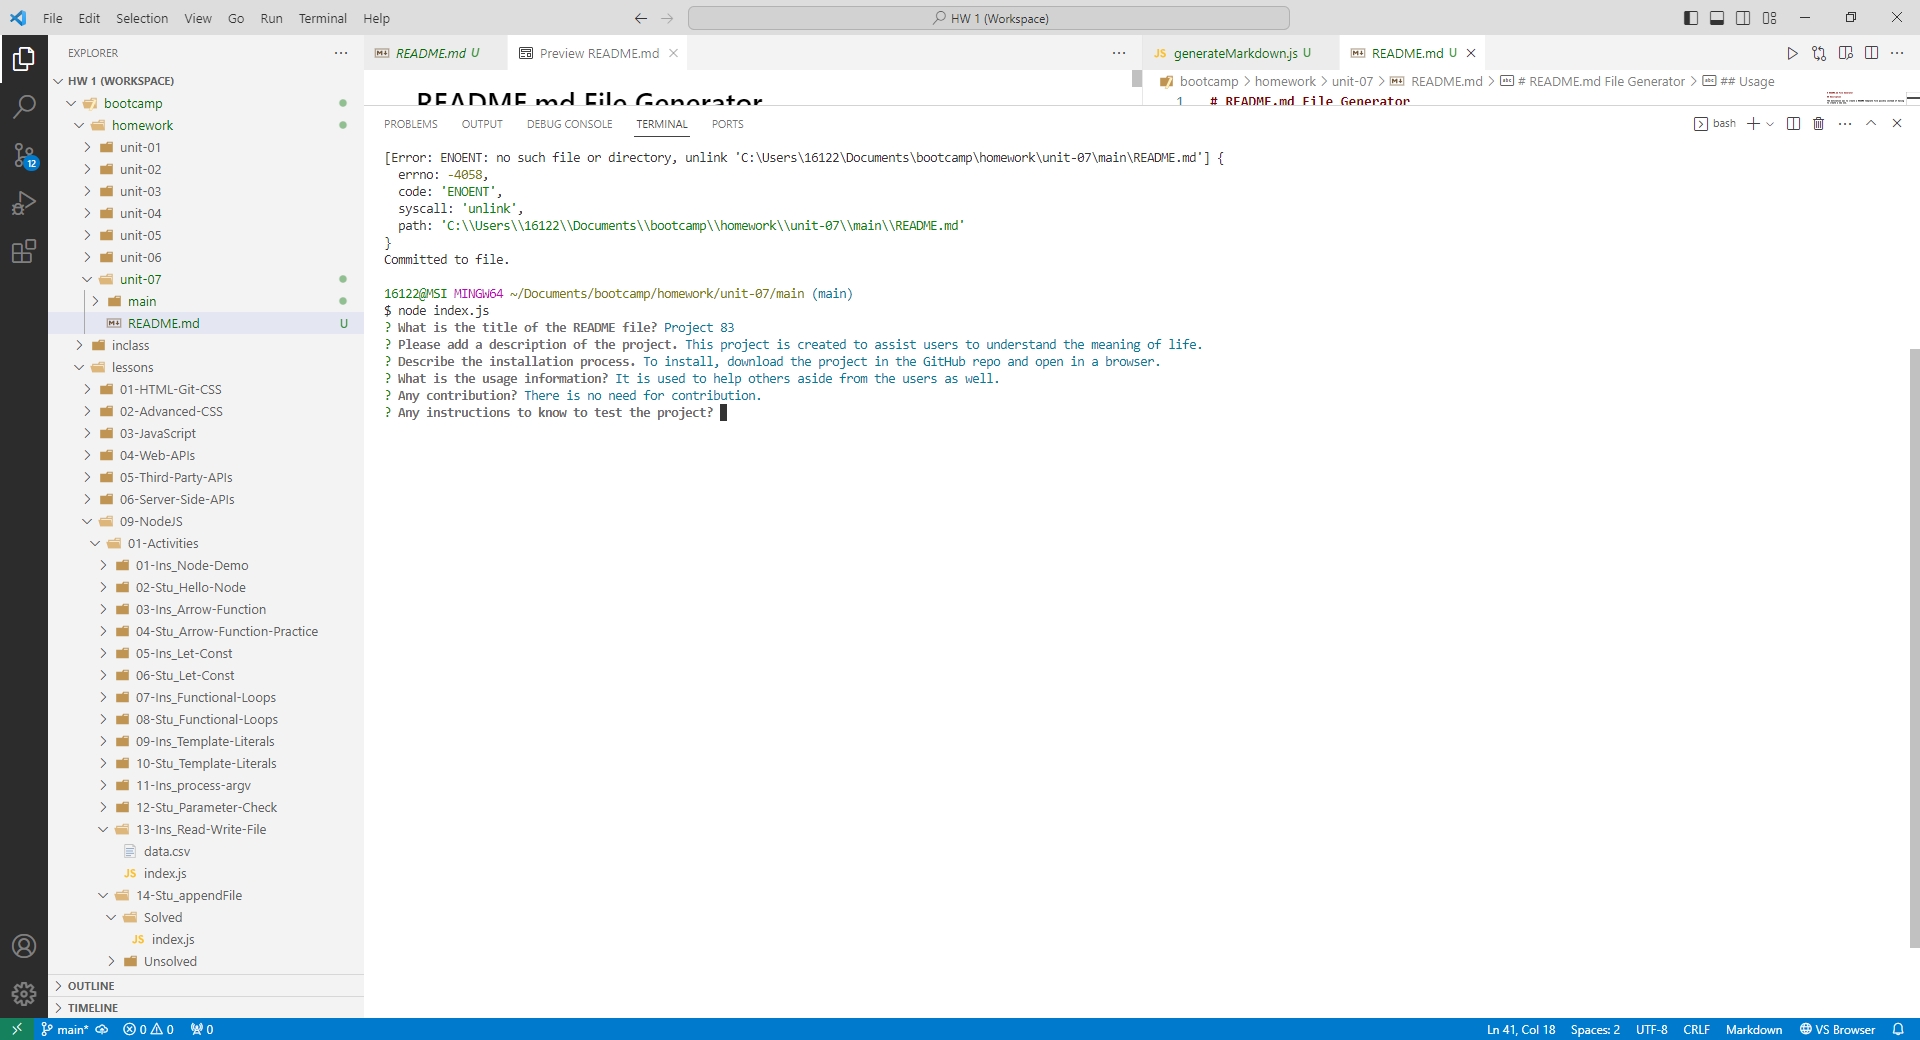 File Edit Selection View Go Run Terminal Help
HW 1 (Workspace)
EXPLORER
HW 1 (WORKSPACE)
bootcamp
homework
unit-01
unit-02
unit-03
unit-04
unit-05
unit-06
unit-07
main
README.md U
inclass
lessons
01-HTML-Git-CSS
02-Advanced-CSS
03-JavaScript
04-Web-APIs
05-Third-Party-APIs
06-Server-Side-APIs
09-NodeJS
01-Activities
01-Ins_Node-Demo
02-Stu_Hello-Node
03-Ins_Arrow-Function
04-Stu_Arrow-Function-Practice
05-Ins_Let-Const
06-Stu_Let-Const
07-Ins_Functional-Loops
08-Stu_Functional-Loops
09-Ins_Template-Literals
10-Stu_Template-Literals
11-Ins_process-argv
12-Stu_Parameter-Check
13-Ins_Read-Write-File
data.csv
JS index.js
14-Stu_appendFile
Solved
JS index.js
Unsolved
OUTLINE
TIMELINE
README.md U
Preview README.md
JS generateMarkdown.js U
README.md U
README.md File Generator
bootcamp > homework > unit-07 > README.md > # README.md File Generator > ## Usage
1 # README.md File Generator
PROBLEMS OUTPUT DEBUG CONSOLE TERMINAL PORTS
bash
[Error: ENOENT: no such file or directory, unlink 'C:\Users\16122\Documents\bootcamp\homework\unit-07\main\README.md'] {
errno: -4058,
code: 'ENOENT',
syscall: 'unlink',
path: 'C:\\Users\\16122\\Documents\\bootcamp\\homework\\unit-07\\main\\README.md'
}
Committed to file.
16122@MSI MINGW64 ~/Documents/bootcamp/homework/unit-07/main (main)
$ node index.js
? What is the title of the README file? Project 83
? Please add a description of the project. This project is created to assist users to understand the meaning of life.
? Describe the installation process. To install, download the project in the GitHub repo and open in a browser.
? What is the usage information? It is used to help others aside from the users as well.
? Any contribution? There is no need for contribution.
? Any instructions to know to test the project?
12
main* 0 0 0
Ln 41, Col 18 Spaces: 2 UTF-8 CRLF Markdown VS Browser